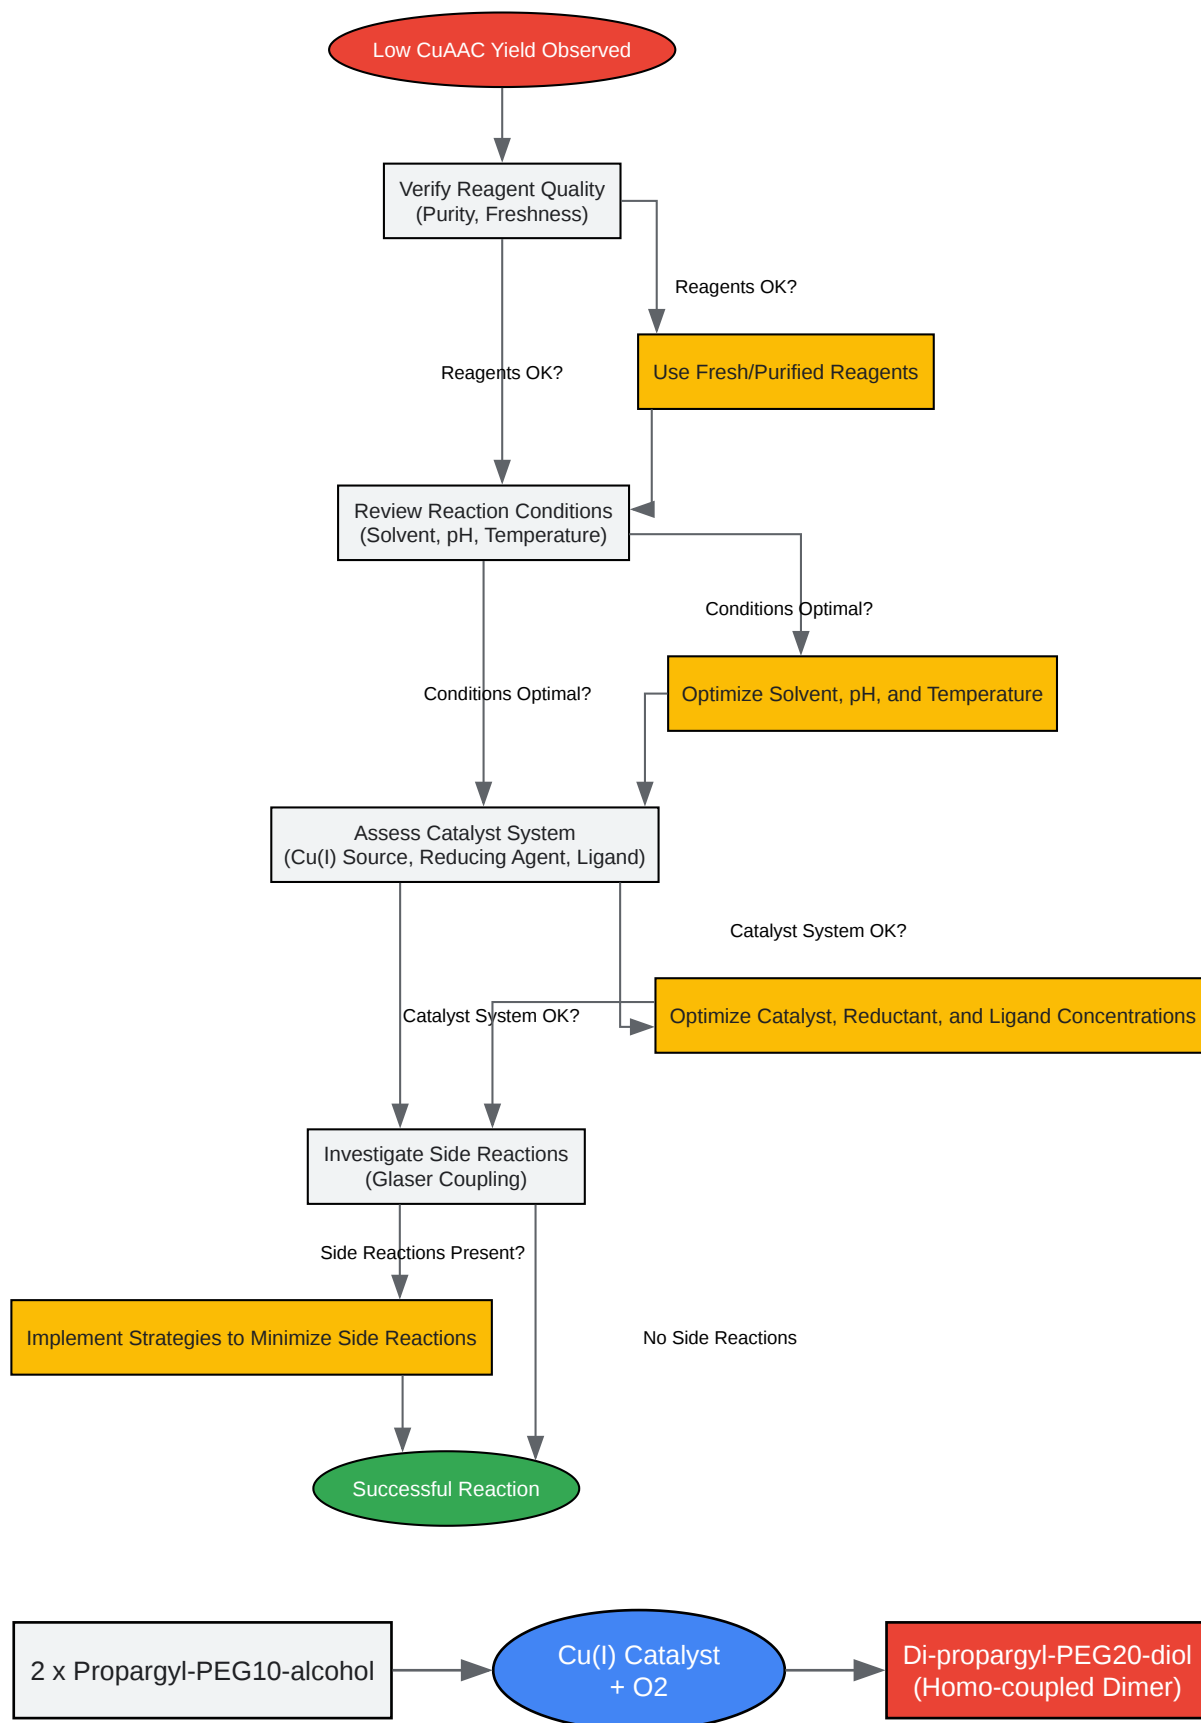 Low CuAAC Yield Observed
Verify Reagent Quality
(Purity, Freshness)
Reagents OK?
Reagents OK?
Use Fresh/Purified Reagents
Review Reaction Conditions
(Solvent, pH, Temperature)
Conditions Optimal?
Conditions Optimal?
Optimize Solvent, pH, and Temperature
Assess Catalyst System
(Cu(I) Source, Reducing Agent, Ligand)
Catalyst System OK?
Catalyst System OK?
Optimize Catalyst, Reductant, and Ligand Concentrations
Investigate Side Reactions
(Glaser Coupling)
Side Reactions Present?
Implement Strategies to Minimize Side Reactions
No Side Reactions
Successful Reaction
2 x Propargyl-PEG10-alcohol
Cu(I) Catalyst
+ O2
Di-propargyl-PEG20-diol
(Homo-coupled Dimer)